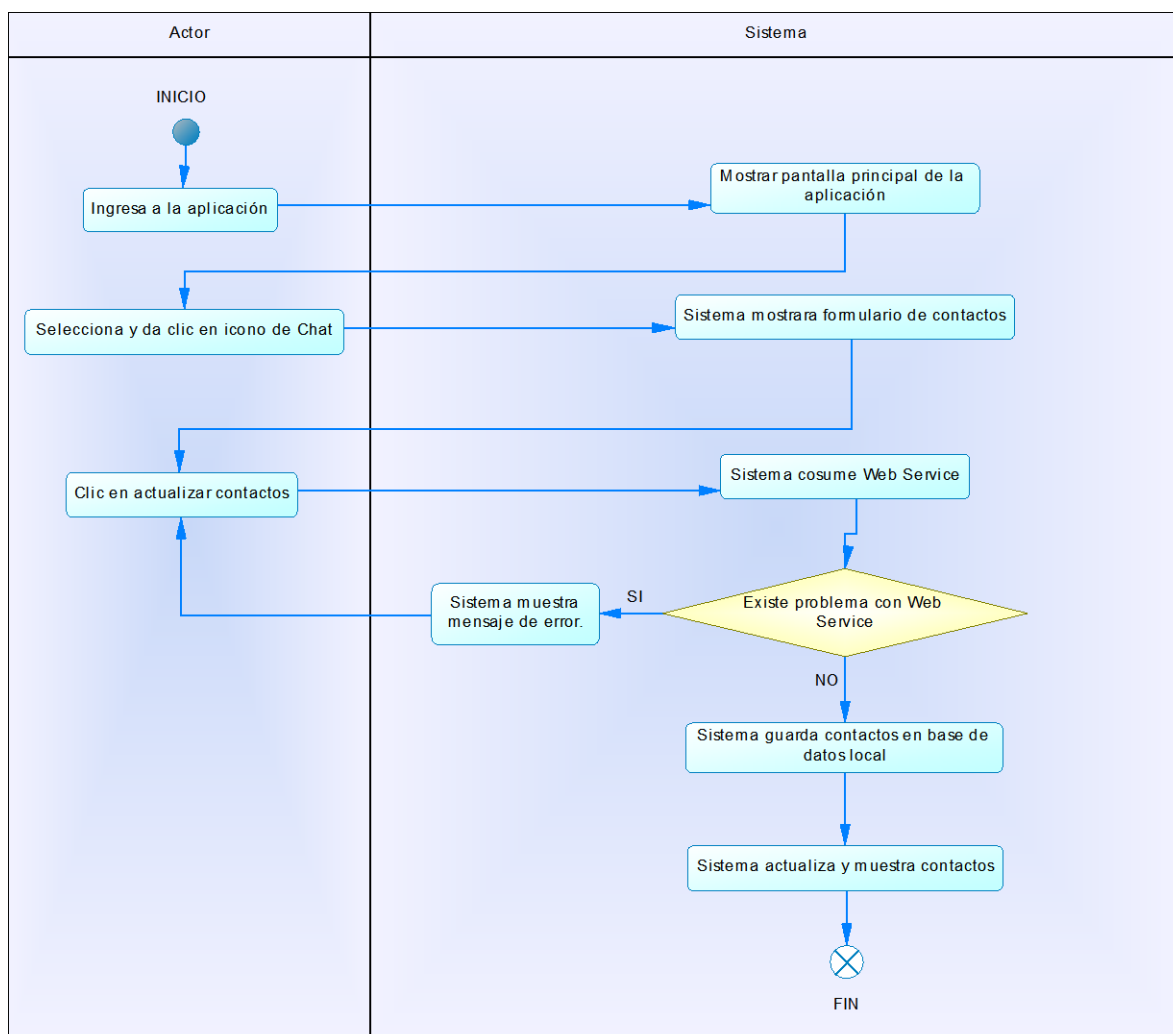 Actor
Sistema
INICIO
Ingresa a la aplicación
Mostrar pantalla principal de la
aplicación
Selecciona y da clic en icono de Chat
Sistema mostrara formulario de contactos
Clic en actualizar contactos
Sistema cosume Web Service
Existe problema con Web
Service
SI
Sistema muestra
mensaje de error.
NO
Sistema guarda contactos en base de
datos local
Sistema actualiza y muestra contactos
FIN